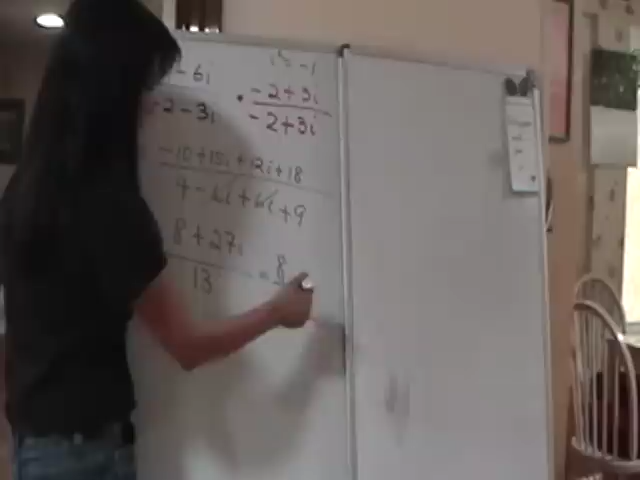 i²=-1
- 6i
-2-3i · -2+3i
-2+3i
-10+15i+12i+18
4-6i+6i+9
8+27i
13
= 8